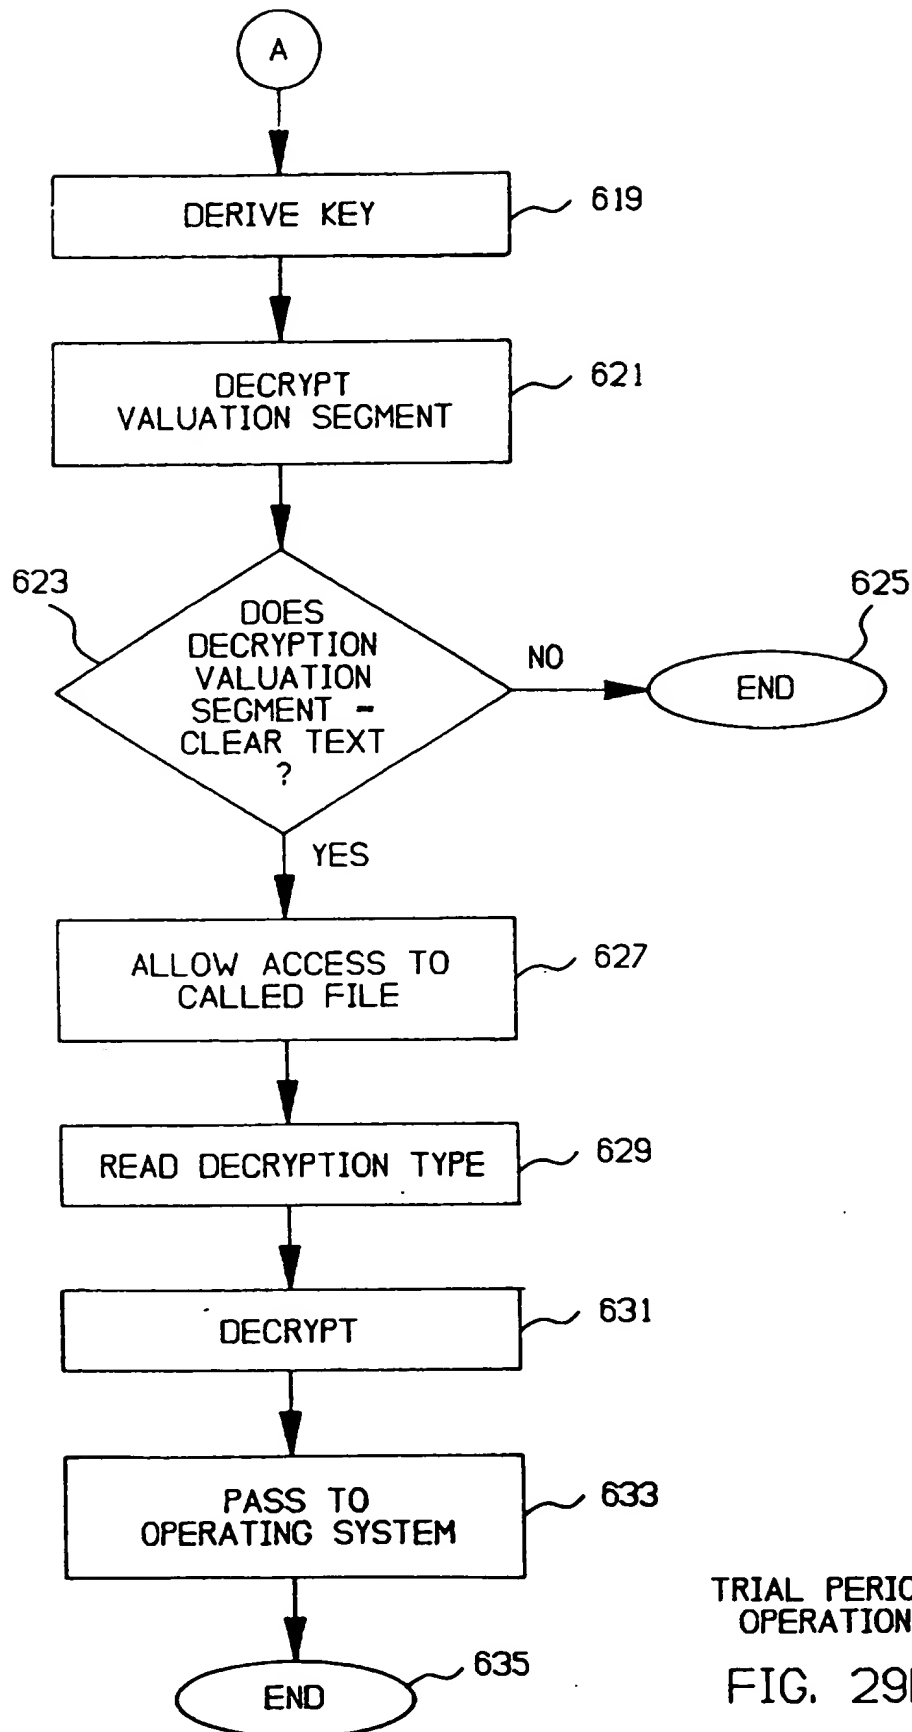 A
DERIVE KEY
619
DECRYPT
VALUATION SEGMENT
621
623
DOES
DECRYPTION
VALUATION
SEGMENT =
CLEAR TEXT
?
NO
625
END
YES
ALLOW ACCESS TO
CALLED FILE
627
READ DECRYPTION TYPE
629
DECRYPT
631
PASS TO
OPERATING SYSTEM
633
END
635
TRIAL
OPERATION
FIG.